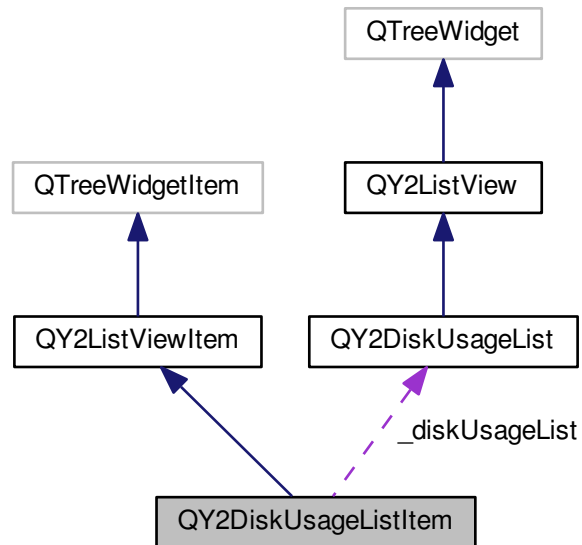 QTreeWidget
QTreeWidgetItem
QY2ListView
QY2ListViewItem
QY2DiskUsageList
_diskUsageList
QY2DiskUsageListItem